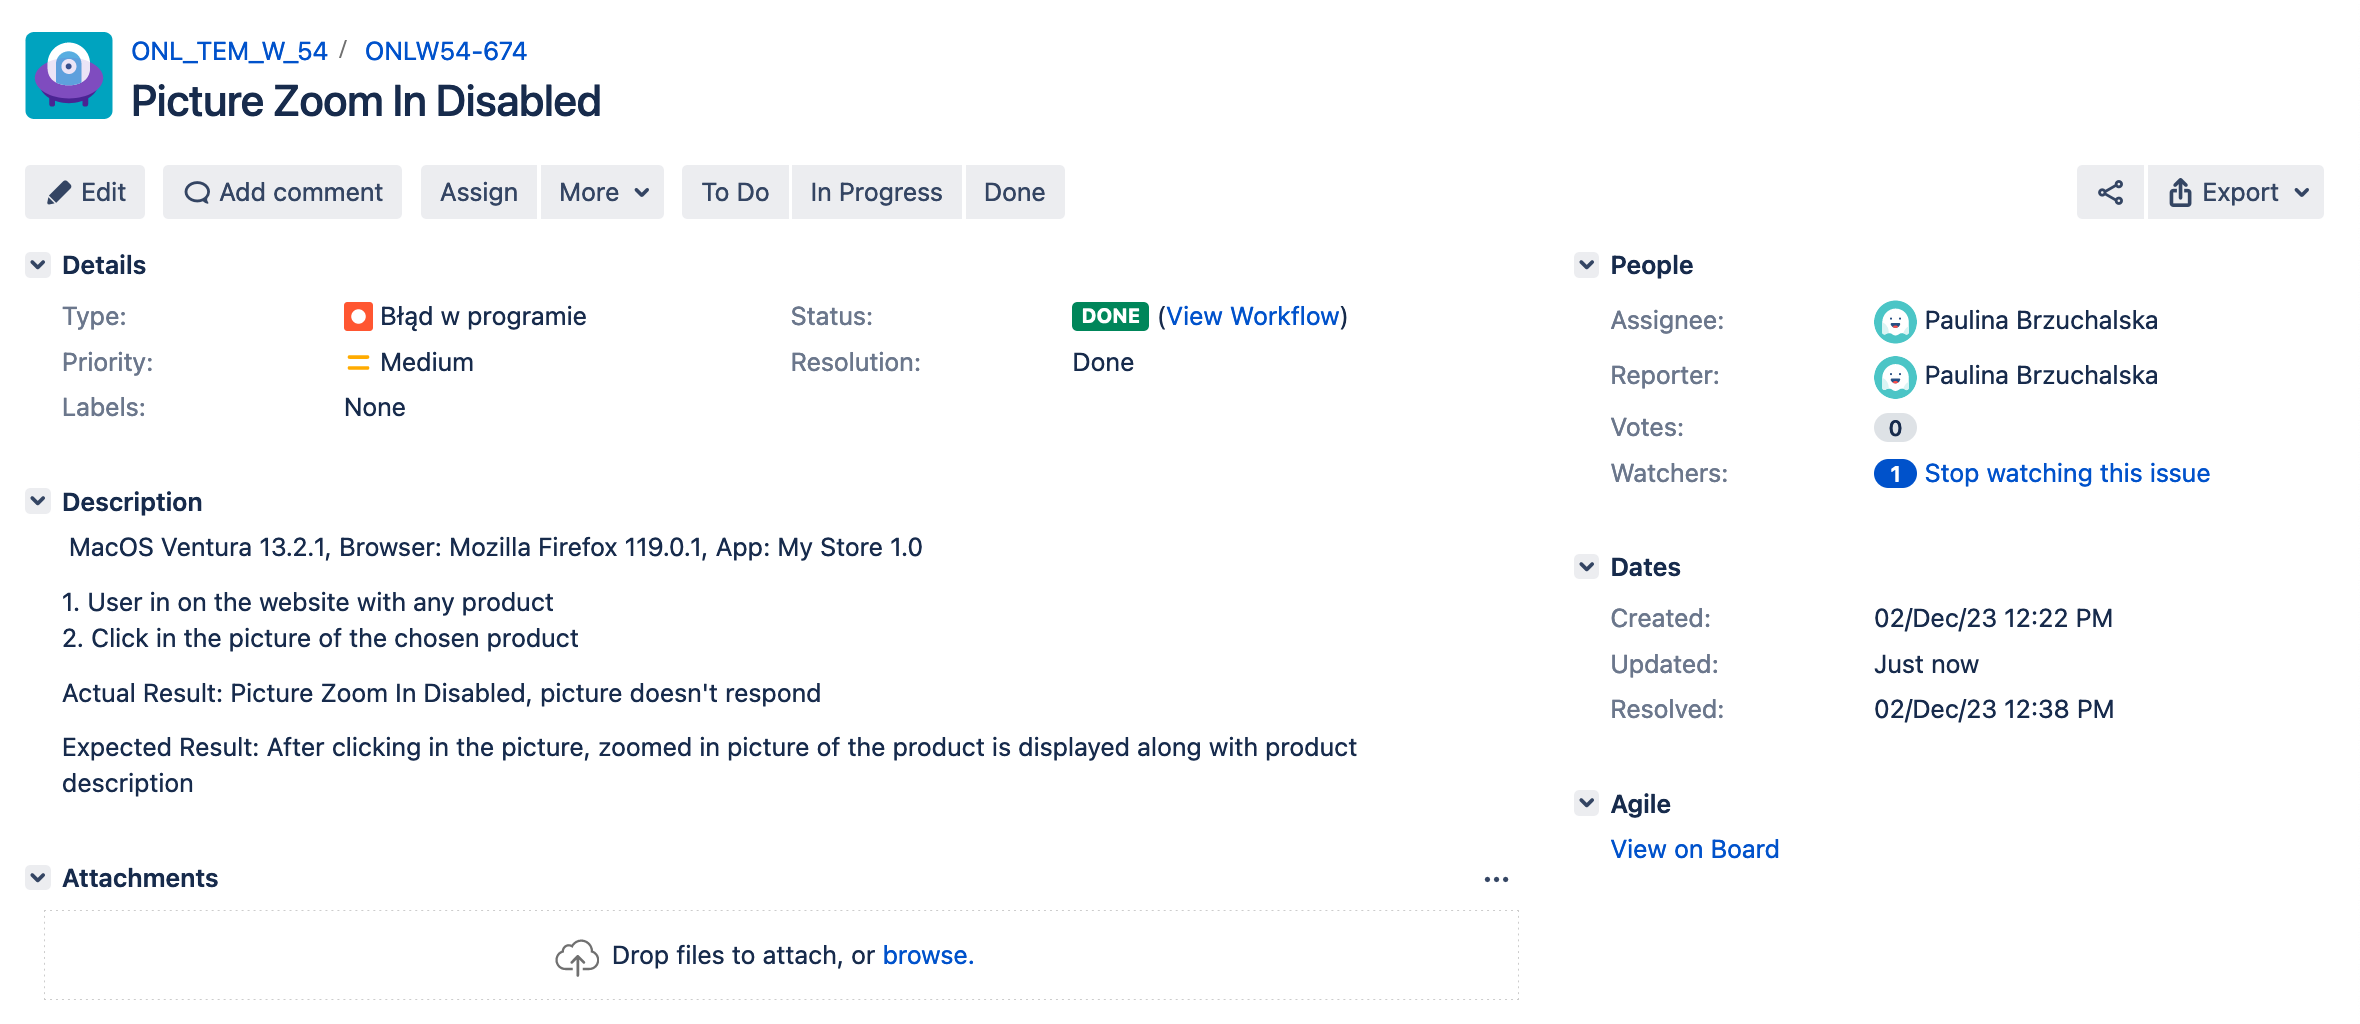 ONL_TEM_W_54 / ONLW54-674
Picture Zoom In Disabled
Edit Add comment Assign More To Do In Progress Done Export
Details
Type: Błąd w programie Status: DONE (View Workflow)
Priority: Medium Resolution: Done
Labels: None
Description
MacOS Ventura 13.2.1, Browser: Mozilla Firefox 119.0.1, App: My Store 1.0
1. User in on the website with any product
2. Click in the picture of the chosen product
Actual Result: Picture Zoom In Disabled, picture doesn't respond
Expected Result: After clicking in the picture, zoomed in picture of the product is displayed along with product
description
Attachments
Drop files to attach, or browse.
People
Assignee: Paulina Brzuchalska
Reporter: Paulina Brzuchalska
Votes: 0
Watchers: 1 Stop watching this issue
Dates
Created: 02/Dec/23 12:22 PM
Updated: Just now
Resolved: 02/Dec/23 12:38 PM
Agile
View on Board